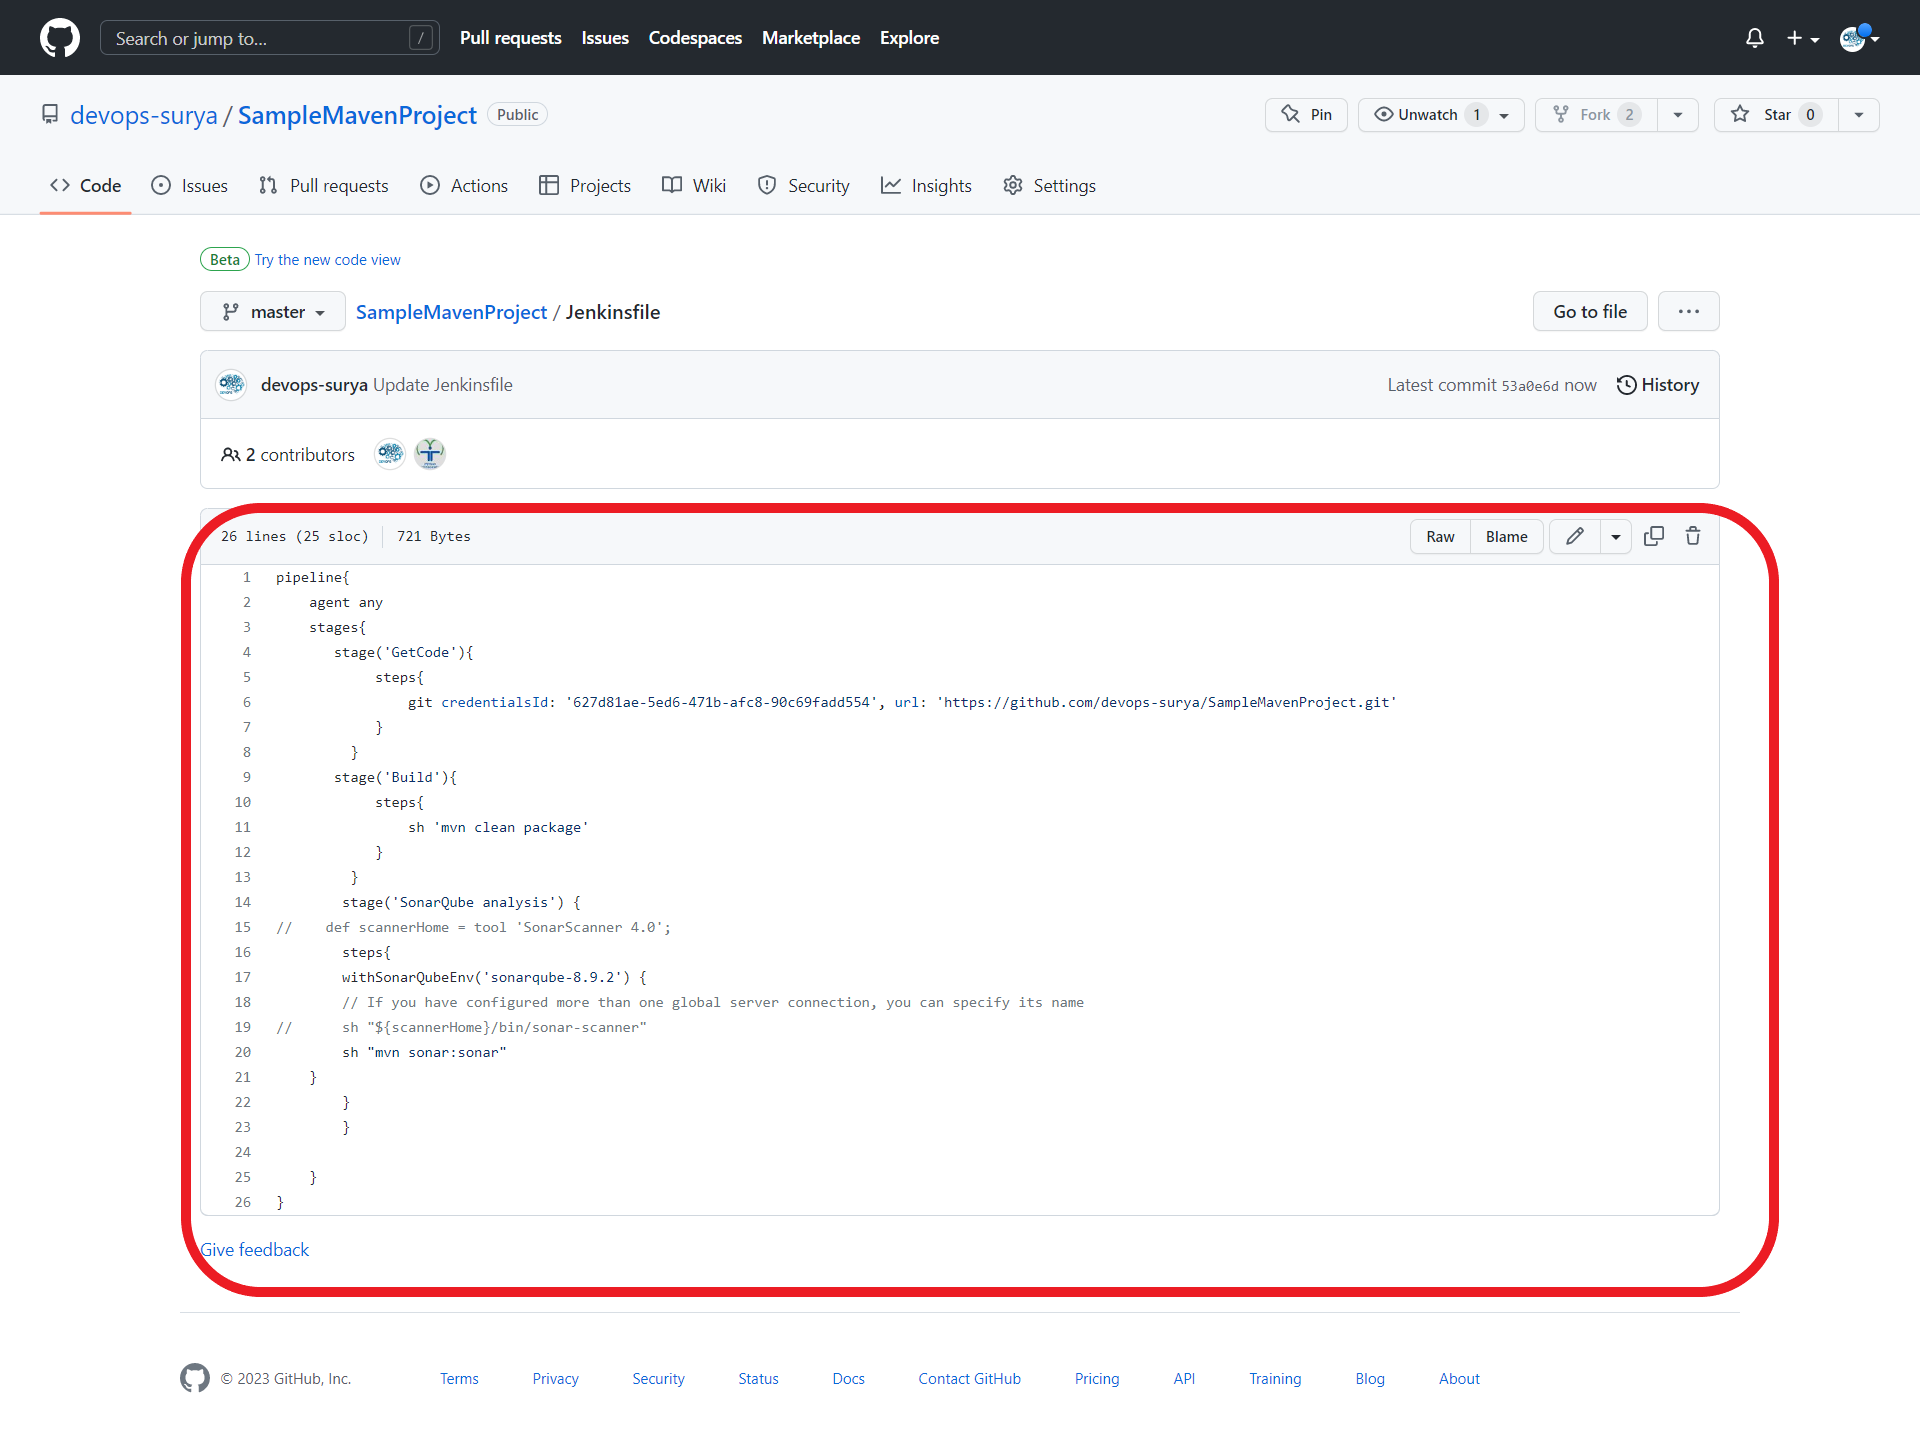 Search or jump to... /
Pull requests Issues Codespaces Marketplace Explore
devops-surya / SampleMavenProject Public
Pin Unwatch 1 Fork 2 Star 0
Code Issues Pull requests Actions Projects Wiki Security Insights Settings
Beta Try the new code view
master SampleMavenProject / Jenkinsfile Go to file ...
devops-surya Update Jenkinsfile Latest commit 53a0e6d now History
2 contributors
26 lines (25 sloc) 721 Bytes Raw Blame
1 pipeline{
2     agent any
3     stages{
4        stage('GetCode'){
5             steps{
6                 git credentialsId: '627d81ae-5ed6-471b-afc8-90c69fadd554', url: 'https://github.com/devops-surya/SampleMavenProject.git'
7             }
8          }
9        stage('Build'){
10             steps{
11                 sh 'mvn clean package'
12             }
13          }
14         stage('SonarQube analysis') {
15 //    def scannerHome = tool 'SonarScanner 4.0';
16         steps{
17         withSonarQubeEnv('sonarqube-8.9.2') {
18         // If you have configured more than one global server connection, you can specify its name
19 //      sh "${scannerHome}/bin/sonar-scanner"
20         sh "mvn sonar:sonar"
21     }
22         }
23         }
24
25     }
26 }
Give feedback
© 2023 GitHub, Inc. Terms Privacy Security Status Docs Contact GitHub Pricing API Training Blog About